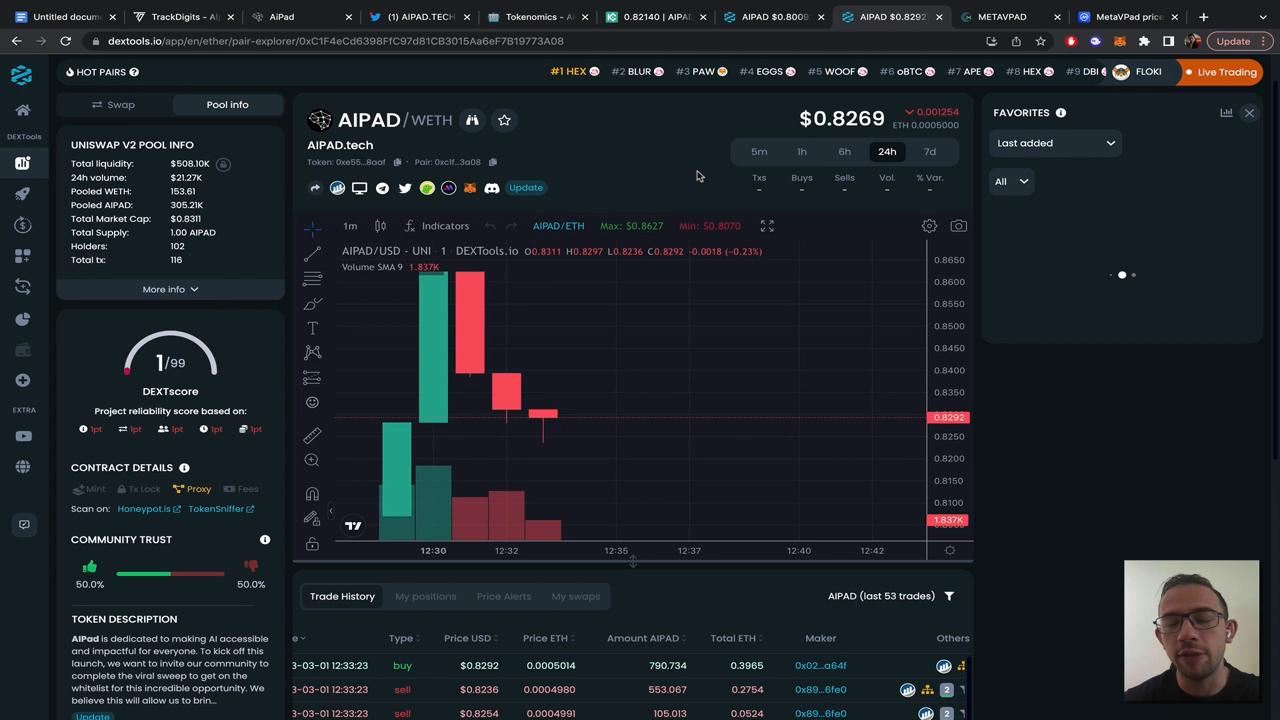 Unified documen
TrackDigits -
AiPad
(1) AIPAD.TECH
Tokenomics -
0.82140 | AIPA
AIPAD $0.8009
AIPAD $0.8292
METAVPAD
MetaVPad price
dextools.io/app/en/ether/pair-explorer/0xC1F4eCd6398FfC97d81CB3015Aa6eF7B19773A08
Update
HOT PAIRS
#1 HEX
#2 BLUR
#3 PAW
#4 EGGS
#5 WOOF
#6 oBTC
#7 APE
#8 HEX
#9 DBI
FLOKI
Live Trading
DEXTools
EXTRA
Swap
Pool info
UNISWAP V2 POOL INFO
Total liquidity: $508.10K
24h volume: $21.27K
Pooled WETH: 153.61
Pooled AIPAD: 305.21K
Total Market Cap: $0.8311
Total Supply: 1.00 AIPAD
Holders: 102
Total tx: 116
More info
1/99
DEXTscore
Project reliability score based on:
1pt 1pt 1pt 1pt 1pt
CONTRACT DETAILS
Mint Tx Lock Proxy Fees
Scan on: Honeypot.is TokenSniffer
COMMUNITY TRUST
50.0% 50.0%
TOKEN DESCRIPTION
AIPad is dedicated to making AI accessible
and impactful for everyone. To kick off this
launch, we want to invite our community to
complete the viral sweep to get on the
whitelist for this incredible opportunity. We
believe this will allow us to brin...
Update
AIPAD/WETH
AIPAD.tech
Token: 0xe55...8aaf Pair: 0xc1f...3a08
Update
$0.8269
0.001254
ETH 0.0005000
5m 1h 6h 24h 7d
Txs Buys Sells Vol. % Var.
- - - - -
1m
Indicators
AIPAD/ETH Max: $0.8627 Min: $0.8070
AIPAD/USD - UNI · 1 · DEXTools.io O0.8311 H0.8297 L0.8236 C0.8292 -0.0018 (-0.23%)
Volume SMA 9 1.837K
0.8650
0.8600
0.8550
0.8500
0.8450
0.8400
0.8350
0.8292
0.8250
0.8200
0.8150
0.8100
1.837K
12:30 12:32 12:35 12:37 12:40 12:42
Trade History
My positions
Price Alerts
My swaps
AIPAD (last 53 trades)
Type Price USD Price ETH Amount AIPAD Total ETH Maker Others
3-03-01 12:33:23 buy $0.8292 0.0005014 790.734 0.3965 0x02...a64f
3-03-01 12:33:23 sell $0.8236 0.0004980 553.067 0.2754 0x89...6fe0 2
3-03-01 12:33:23 sell $0.8254 0.0004991 105.013 0.0524 0x89...6fe0 2
FAVORITES
Last added
All